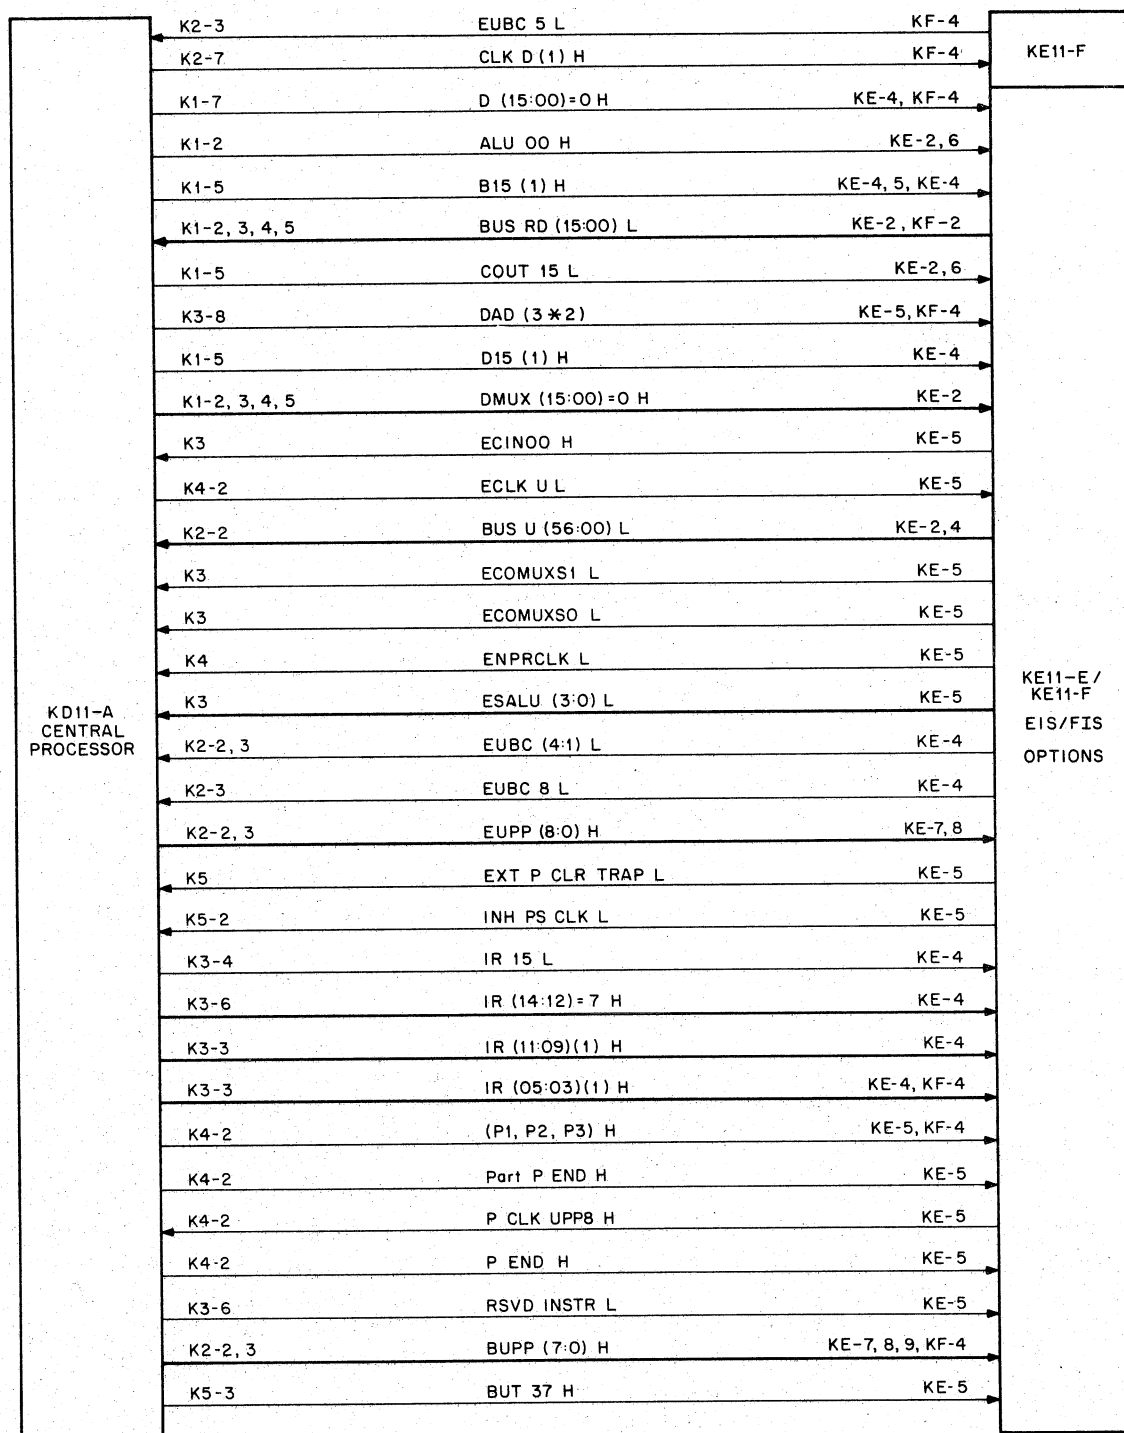 K2-3 EUBC 5 L KF-4
K2-7 CLK D (1) H KF-4
KE11-F
K1-7 D (15:00)=0 H KE-4, KF-4
K1-2 ALU 00 H KE-2, 6
K1-5 B15 (1) H KE-4, 5, KE-4
K1-2, 3, 4, 5 BUS RD (15:00) L KE-2, KF-2
K1-5 COUT 15 L KE-2, 6
K3-8 DAD (3*2) KE-5, KF-4
K1-5 D15 (1) H KE-4
K1-2, 3, 4, 5 DMUX (15:00)=0 H KE-2
K3 ECIN00 H KE-5
K4-2 ECLK U L KE-5
K2-2 BUS U (56:00) L KE-2, 4
K3 ECOMUXS1 L KE-5
K3 ECOMUXS0 L KE-5
K4 ENPRCLK L KE-5
K3 ESALU (3:0) L KE-5
KD11-A
CENTRAL
PROCESSOR
KE11-E/
KE11-F
EIS/FIS
OPTIONS
K2-2, 3 EUBC (4:1) L KE-4
K2-3 EUBC 8 L KE-4
K2-2, 3 EUPP (8:0) H KE-7, 8
K5 EXT P CLR TRAP L KE-5
K5-2 INH PS CLK L KE-5
K3-4 IR 15 L KE-4
K3-6 IR (14:12)=7 H KE-4
K3-3 IR (11:09)(1) H KE-4
K3-3 IR (05:03)(1) H KE-4, KF-4
K4-2 (P1, P2, P3) H KE-5, KF-4
K4-2 Part P END H KE-5
K4-2 P CLK UPP8 H KE-5
K4-2 P END H KE-5
K3-6 RSVD INSTR L KE-5
K2-2, 3 BUPP (7:0) H KE-7, 8, 9, KF-4
K5-3 BUT 37 H KE-5